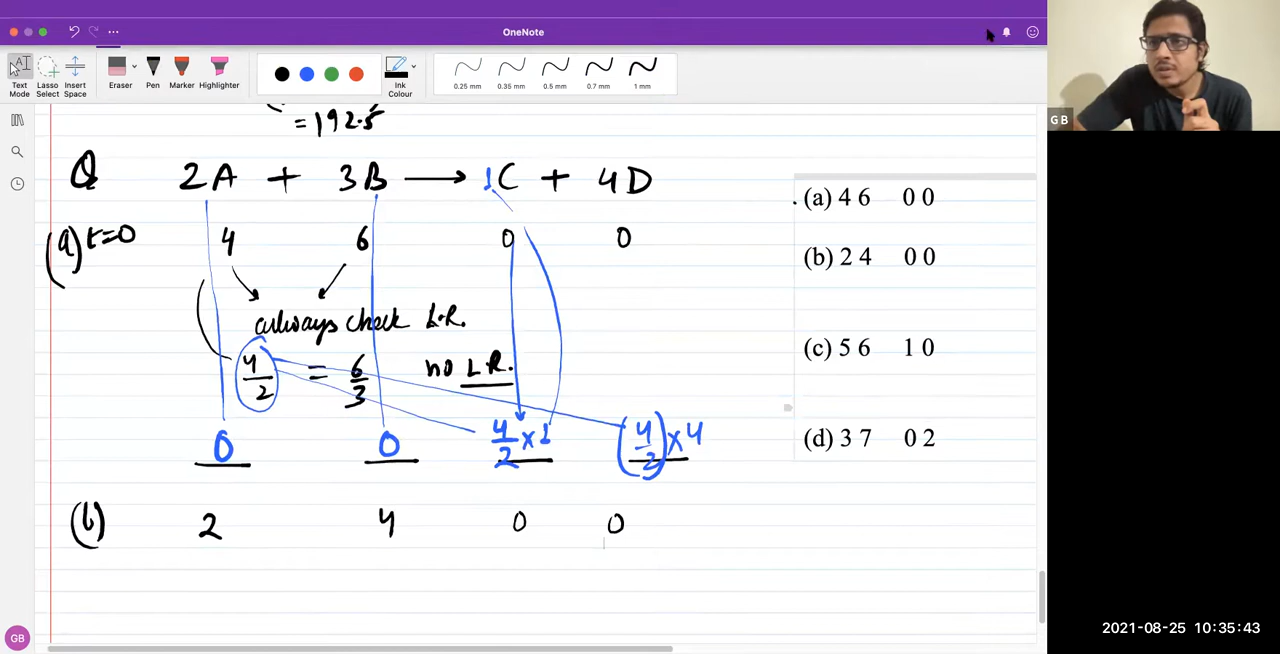 OneNote
Text Mode
Lasso Select
Insert Space
Eraser
Pen
Marker
Highlighter
Ink Colour
0.25 mm
0.35 mm
0.5 mm
0.7 mm
1 mm
G B
= 192.5
Q 2A + 3B → 1C + 4D
(a) t=0 4 6 0 0
always check L.R.
4/2 = 6/3 no L.R.
0 0 4/2 × 1 (4/2) × 4
(b) 2 4 0 0
(a) 4 6 0 0
(b) 2 4 0 0
(c) 5 6 1 0
(d) 3 7 0 2
GB
2021-08-25 10:35:43